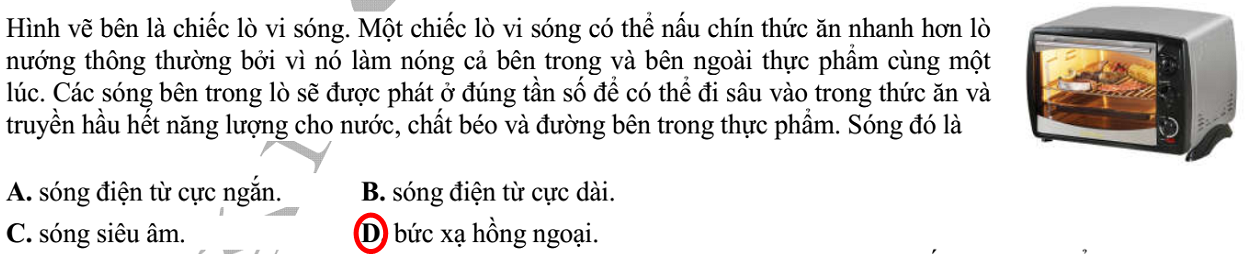 Hình vẽ bên là chiếc lò vi sóng. Một chiếc lò vi sóng có thể nấu chín thức ăn nhanh hơn lò
nướng thông thường bởi vì nó làm nóng cả bên trong và bên ngoài thực phẩm cùng một
lúc. Các sóng bên trong lò sẽ được phát ở đúng tần số để có thể đi sâu vào trong thức ăn và
truyền hầu hết năng lượng cho nước, chất béo và đường bên trong thực phẩm. Sóng đó là
A. sóng điện từ cực ngắn. B. sóng điện từ cực dài.
C. sóng siêu âm. D bức xạ hồng ngoại.